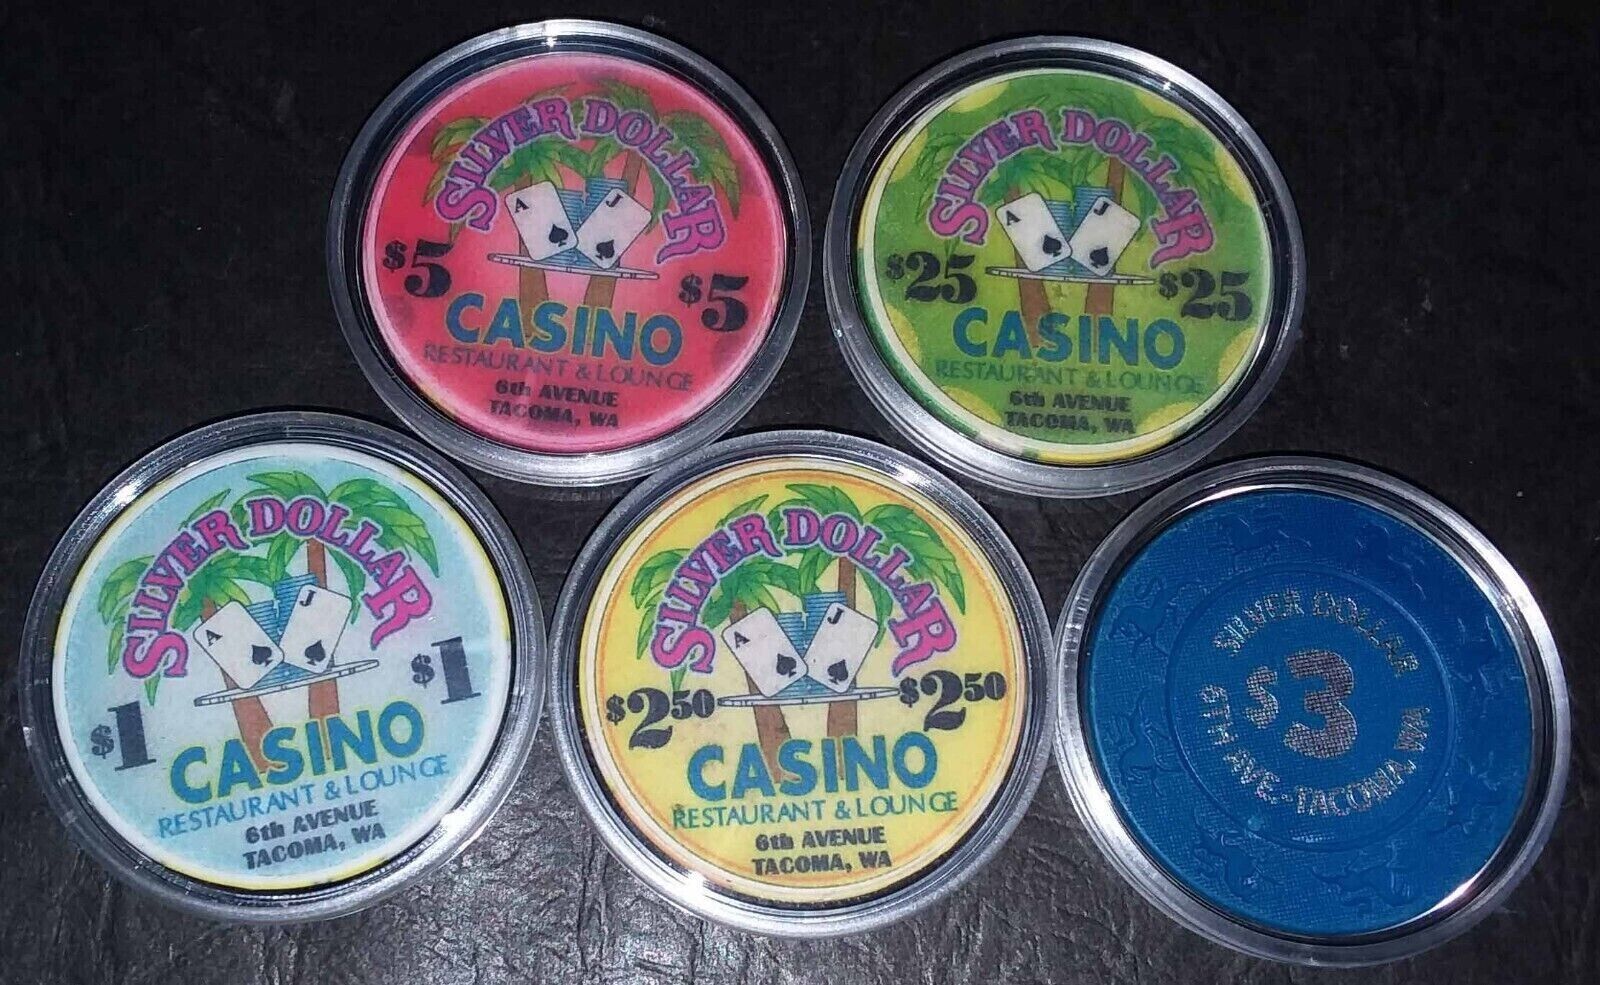 SILVER DOLLAR
A J
$5 $5
CASINO
RESTAURANT & LOUNGE
6th AVENUE
TACOMA, WA
SILVER DOLLAR
A J
$25 $25
CASINO
RESTAURANT & LOUNGE
6th AVENUE
TACOMA, WA
SILVER DOLLAR
A J
$1 $1
CASINO
RESTAURANT & LOUNGE
6th AVENUE
TACOMA, WA
SILVER DOLLAR
A J
$2.50 $2.50
CASINO
RESTAURANT & LOUNGE
6th AVENUE
TACOMA, WA
SILVER DOLLAR
$3
6TH AVE-TACOMA, WA